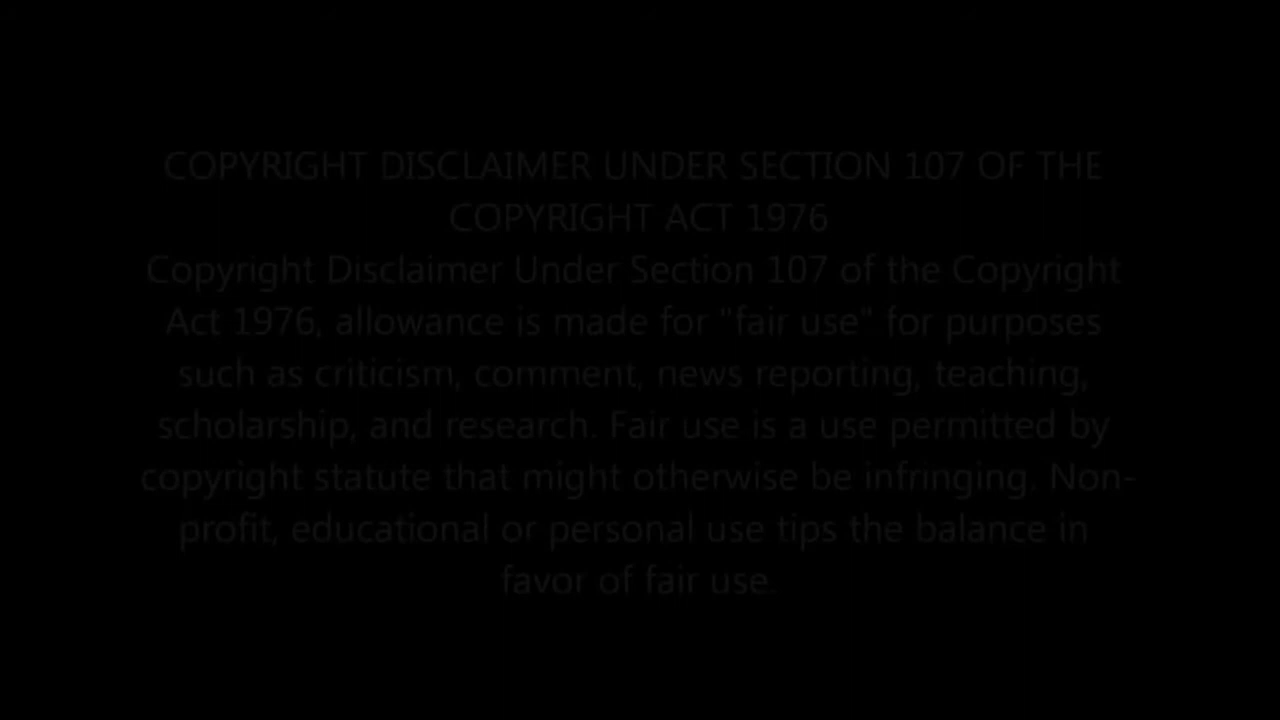 COPYRIGHT DISCLAIMER UNDER SECTION 107 OF THE
COPYRIGHT ACT 1976
Copyright Disclaimer Under Section 107 of the Copyright
Act 1976, allowance is made for "fair use" for purposes
such as criticism, comment, news reporting, teaching,
scholarship, and research. Fair use is a use permitted by
copyright statute that might otherwise be infringing. Non-
profit, educational or personal use tips the balance in
favor of fair use.